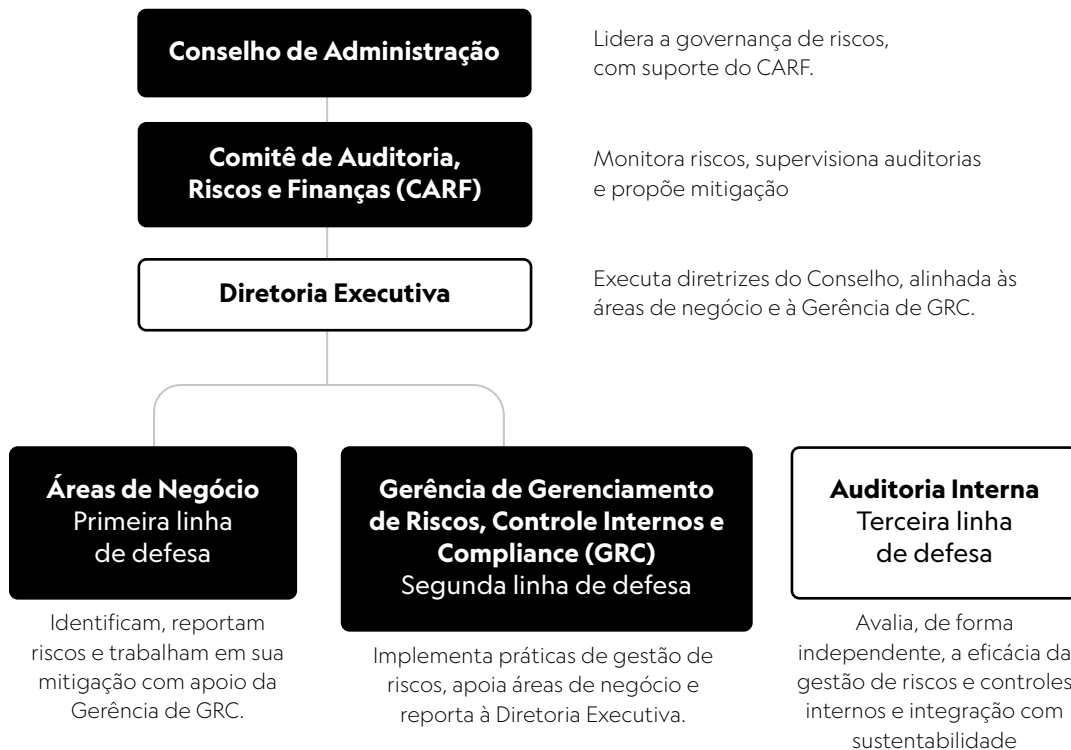 Conselho de Administração
Lidera a governança de riscos,
com suporte do CARF.
Comitê de Auditoria,
Riscos e Finanças (CARF)
Monitora riscos, supervisiona auditorias
e propõe mitigação
Diretoria Executiva
Executa diretrizes do Conselho, alinhada às
áreas de negócio e à Gerência de GRC.
Áreas de Negócio
Primeira linha
de defesa
Identificam, reportam
riscos e trabalham em sua
mitigação com apoio da
Gerência de GRC.
Gerência de Gerenciamento
de Riscos, Controle Internos e
Compliance (GRC)
Segunda linha de defesa
Implementa práticas de gestão de
riscos, apoia áreas de negócio e
reporta à Diretoria Executiva.
Auditoria Interna
Terceira linha
de defesa
Avalia, de forma
independente, a eficácia da
gestão de riscos e controles
internos e integração com
sustentabilidade